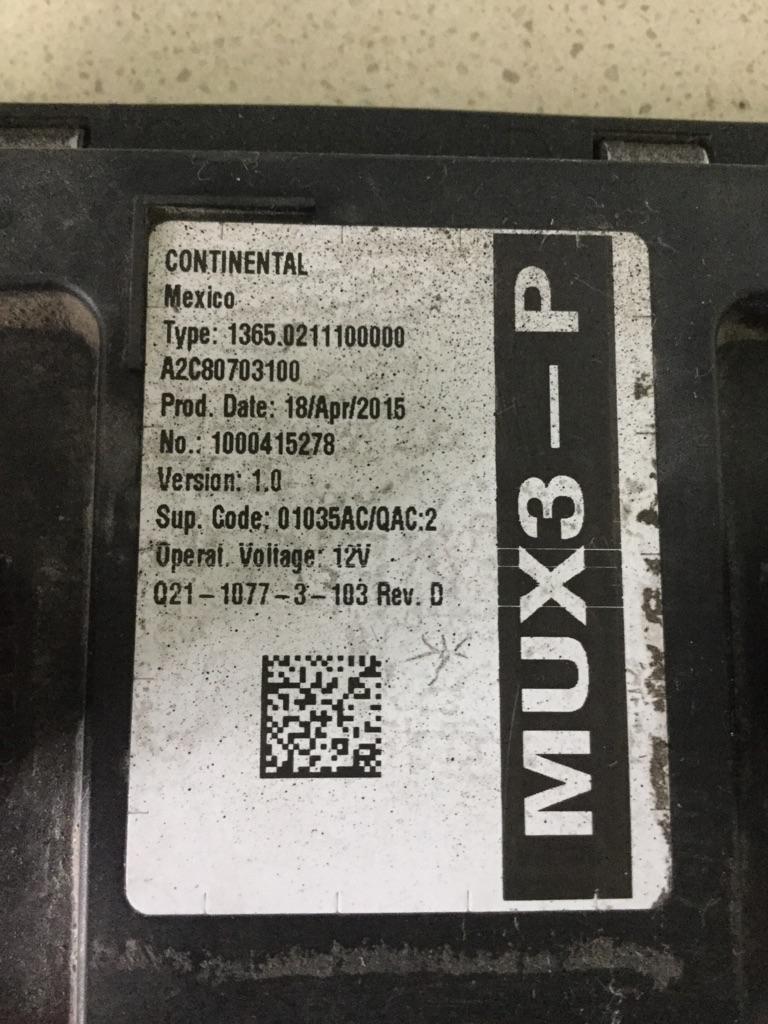 CONTINENTAL
Mexico
Type: 1365.0211100000
A2C80703100
Prod. Date: 18/Apr/2015
No.: 1000415278
Version: 1.0
Sup. Code: 01035AC/QAC:2
Operat. Voltage: 12V
Q21-1077-3-103 Rev. D
MUX3-P